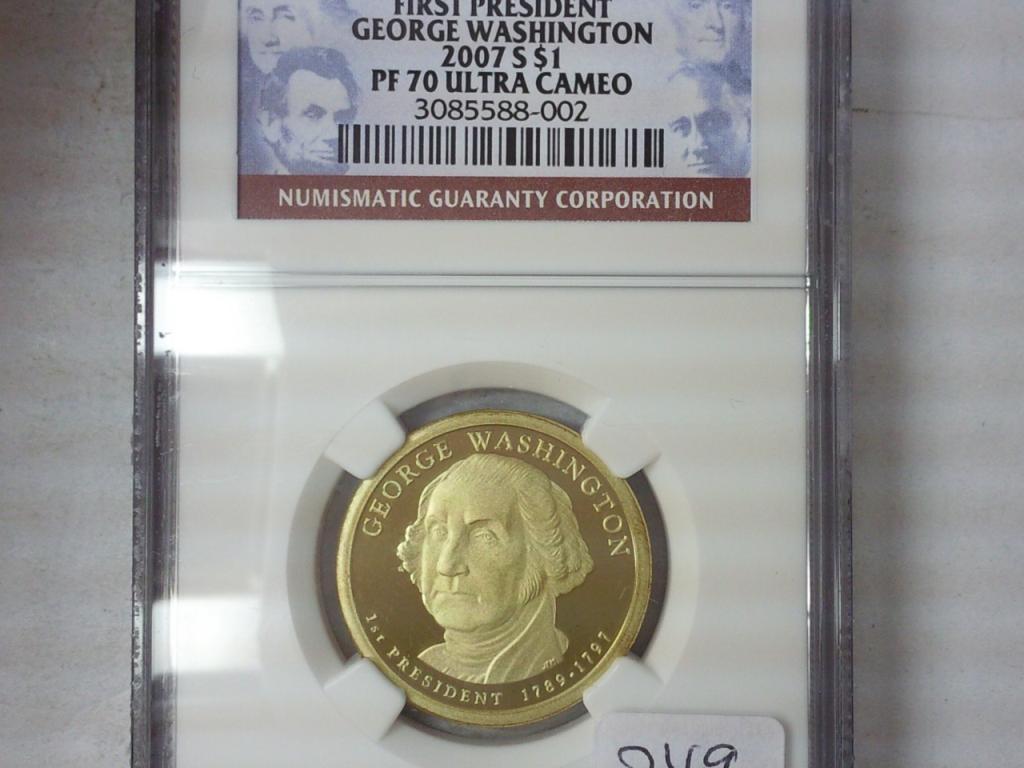 FIRST PRESIDENT
GEORGE WASHINGTON
2007 S $1
PF 70 ULTRA CAMEO
3085588-002
NUMISMATIC GUARANTY CORPORATION
GEORGE WASHINGTON
1ST PRESIDENT 1789-1797